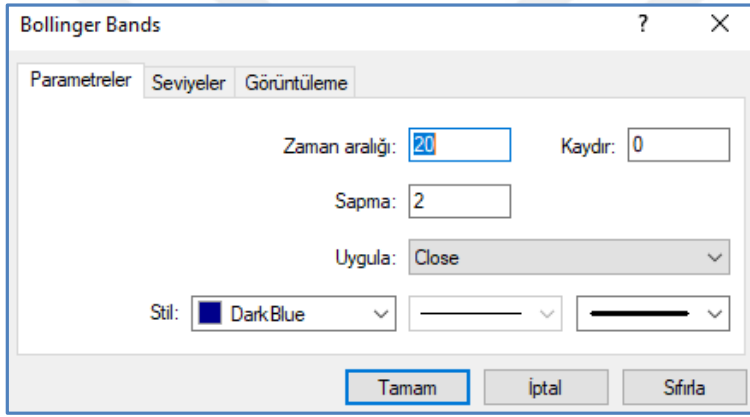 Bollinger Bands ? ×
Parametreler Seviyeler Görüntüleme
Zaman aralığı: 20 Kaydır: 0
Sapma: 2
Uygula: Close
Stil: DarkBlue
Tamam İptal Sıfırla